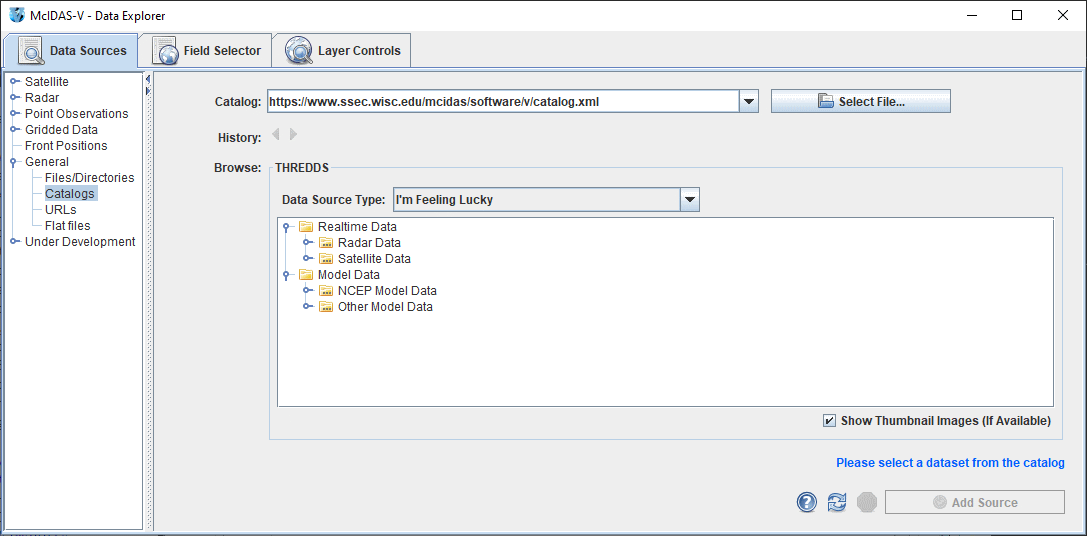 McIDAS-V - Data Explorer
Data Sources Field Selector Layer Controls
Satellite
Radar
Point Observations
Gridded Data
Front Positions
General
Files/Directories
Catalogs
URLs
Flat files
Under Development
Catalog: https://www.ssec.wisc.edu/mcidas/software/v/catalog.xml Select File...
History:
Browse: THREDDS
Data Source Type: I'm Feeling Lucky
Realtime Data
Radar Data
Satellite Data
Model Data
NCEP Model Data
Other Model Data
Show Thumbnail Images (If Available)
Please select a dataset from the catalog
? Add Source